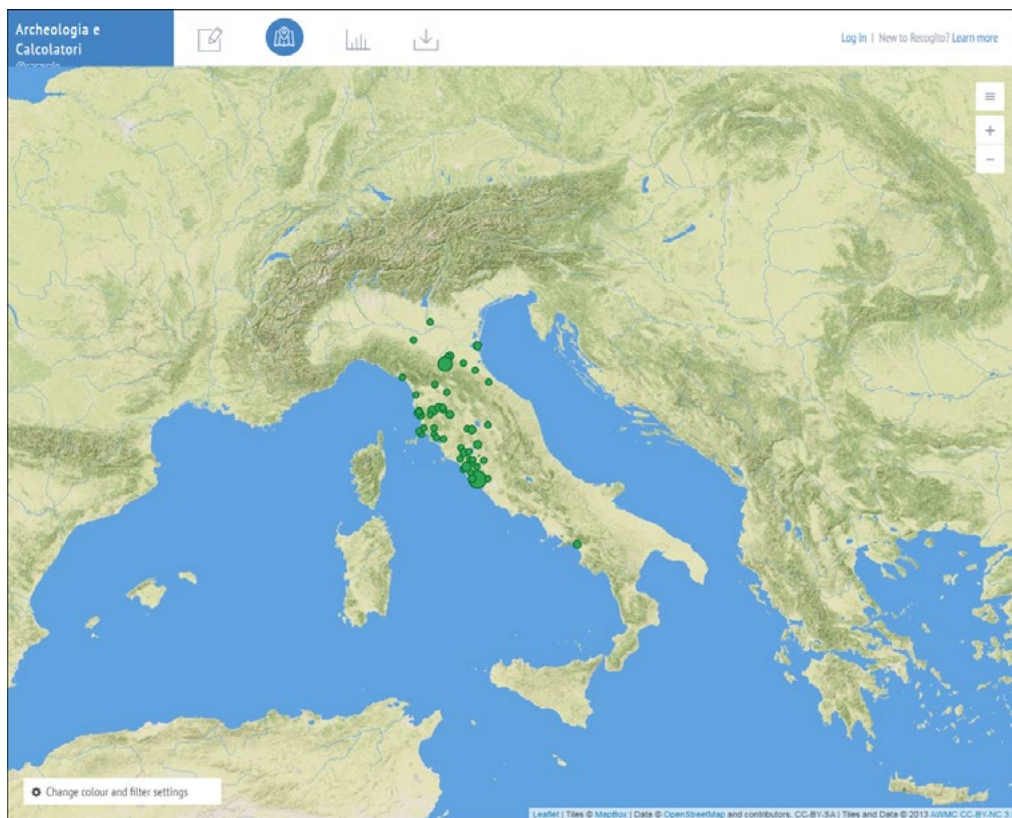 Archeologia e
Calcolatori
Log in | New to Recogito? Learn more
+
−
Change colour and filter settings
Leaflet | Tiles © MapBox | Data © OpenStreetMap and contributors, CC-BY-SA | Tiles and Data © 2013 AWMC CC-BY-NC 3.